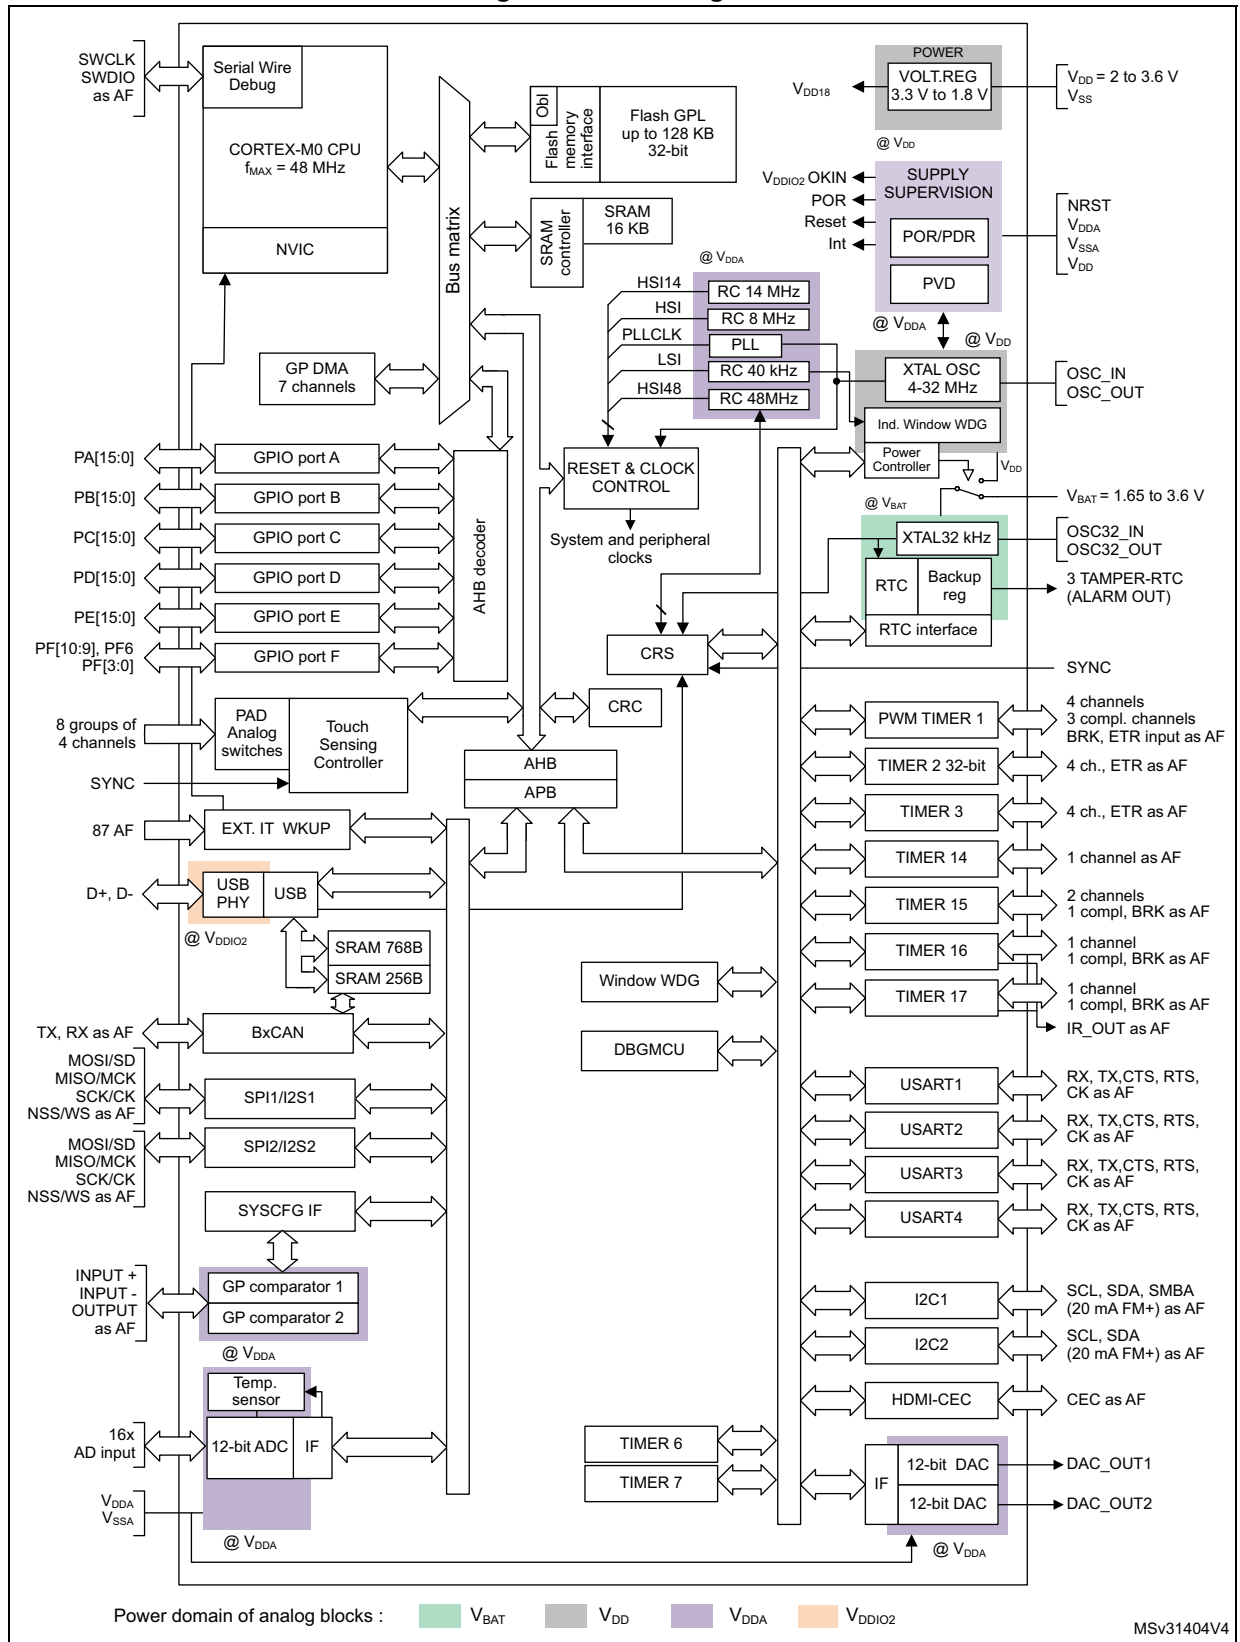 SWCLK
SWDIO
as AF
Serial Wire
Debug
CORTEX-M0 CPU
fMAX = 48 MHz
NVIC
Bus matrix
Obl
Flash
memory
interface
Flash GPL
up to 128 KB
32-bit
SRAM
controller
SRAM
16 KB
POWER
VOLT.REG
3.3 V to 1.8 V
VDD18
VDD = 2 to 3.6 V
VSS
@ VDD
VDDIO2 OKIN
POR
Reset
Int
SUPPLY
SUPERVISION
POR/PDR
PVD
NRST
VDDA
VSSA
VDD
@ VDDA
@ VDDA
@ VDD
HSI14
HSI
PLLCLK
LSI
HSI48
RC 14 MHz
RC 8 MHz
PLL
RC 40 kHz
RC 48MHz
XTAL OSC
4-32 MHz
OSC_IN
OSC_OUT
Ind. Window WDG
Power
Controller
VDD
VBAT = 1.65 to 3.6 V
@ VBAT
GP DMA
7 channels
PA[15:0]
GPIO port A
PB[15:0]
GPIO port B
PC[15:0]
GPIO port C
PD[15:0]
GPIO port D
PE[15:0]
GPIO port E
PF[10:9], PF6
PF[3:0]
GPIO port F
AHB decoder
RESET & CLOCK
CONTROL
System and peripheral
clocks
XTAL32 kHz
OSC32_IN
OSC32_OUT
RTC
Backup
reg
3 TAMPER-RTC
(ALARM OUT)
RTC interface
CRS
SYNC
8 groups of
4 channels
PAD
Analog
switches
Touch
Sensing
Controller
SYNC
CRC
AHB
APB
87 AF
EXT. IT WKUP
D+, D-
USB
PHY
USB
@ VDDIO2
SRAM 768B
SRAM 256B
TX, RX as AF
BxCAN
MOSI/SD
MISO/MCK
SCK/CK
NSS/WS as AF
SPI1/I2S1
MOSI/SD
MISO/MCK
SCK/CK
NSS/WS as AF
SPI2/I2S2
SYSCFG IF
INPUT +
INPUT -
OUTPUT
as AF
GP comparator 1
GP comparator 2
@ VDDA
Temp.
sensor
16x
AD input
12-bit ADC
IF
VDDA
VSSA
@ VDDA
Window WDG
DBGMCU
TIMER 6
TIMER 7
PWM TIMER 1
4 channels
3 compl. channels
BRK, ETR input as AF
TIMER 2 32-bit
4 ch., ETR as AF
TIMER 3
4 ch., ETR as AF
TIMER 14
1 channel as AF
TIMER 15
2 channels
1 compl, BRK as AF
TIMER 16
1 channel
1 compl, BRK as AF
TIMER 17
1 channel
1 compl, BRK as AF
IR_OUT as AF
USART1
RX, TX,CTS, RTS,
CK as AF
USART2
RX, TX,CTS, RTS,
CK as AF
USART3
RX, TX,CTS, RTS,
CK as AF
USART4
RX, TX,CTS, RTS,
CK as AF
I2C1
SCL, SDA, SMBA
(20 mA FM+) as AF
I2C2
SCL, SDA
(20 mA FM+) as AF
HDMI-CEC
CEC as AF
IF
12-bit DAC
DAC_OUT1
12-bit DAC
DAC_OUT2
@ VDDA
Power domain of analog blocks :
VBAT
VDD
VDDA
VDDIO2
MSv31404V4